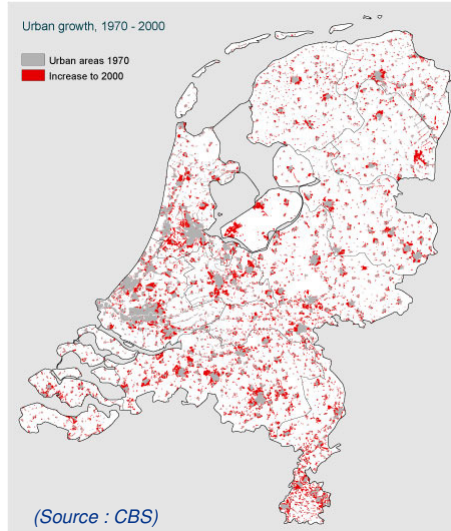 Urban growth, 1970 - 2000
Urban areas 1970
Increase to 2000
(Source : CBS)